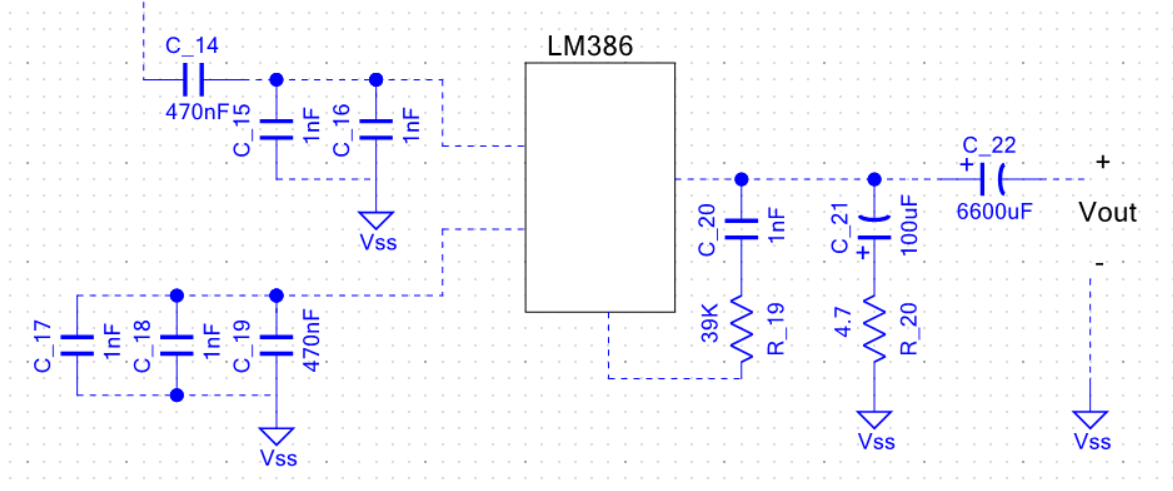 LM386
C_14
470nF
C_15
1nF
C_16
1nF
Vss
C_17
1nF
C_18
1nF
C_19
470nF
Vss
C_20
1nF
39K
R_19
C_21
100uF
+
4.7
R_20
Vss
C_22
+
6600uF
+
Vout
-
Vss